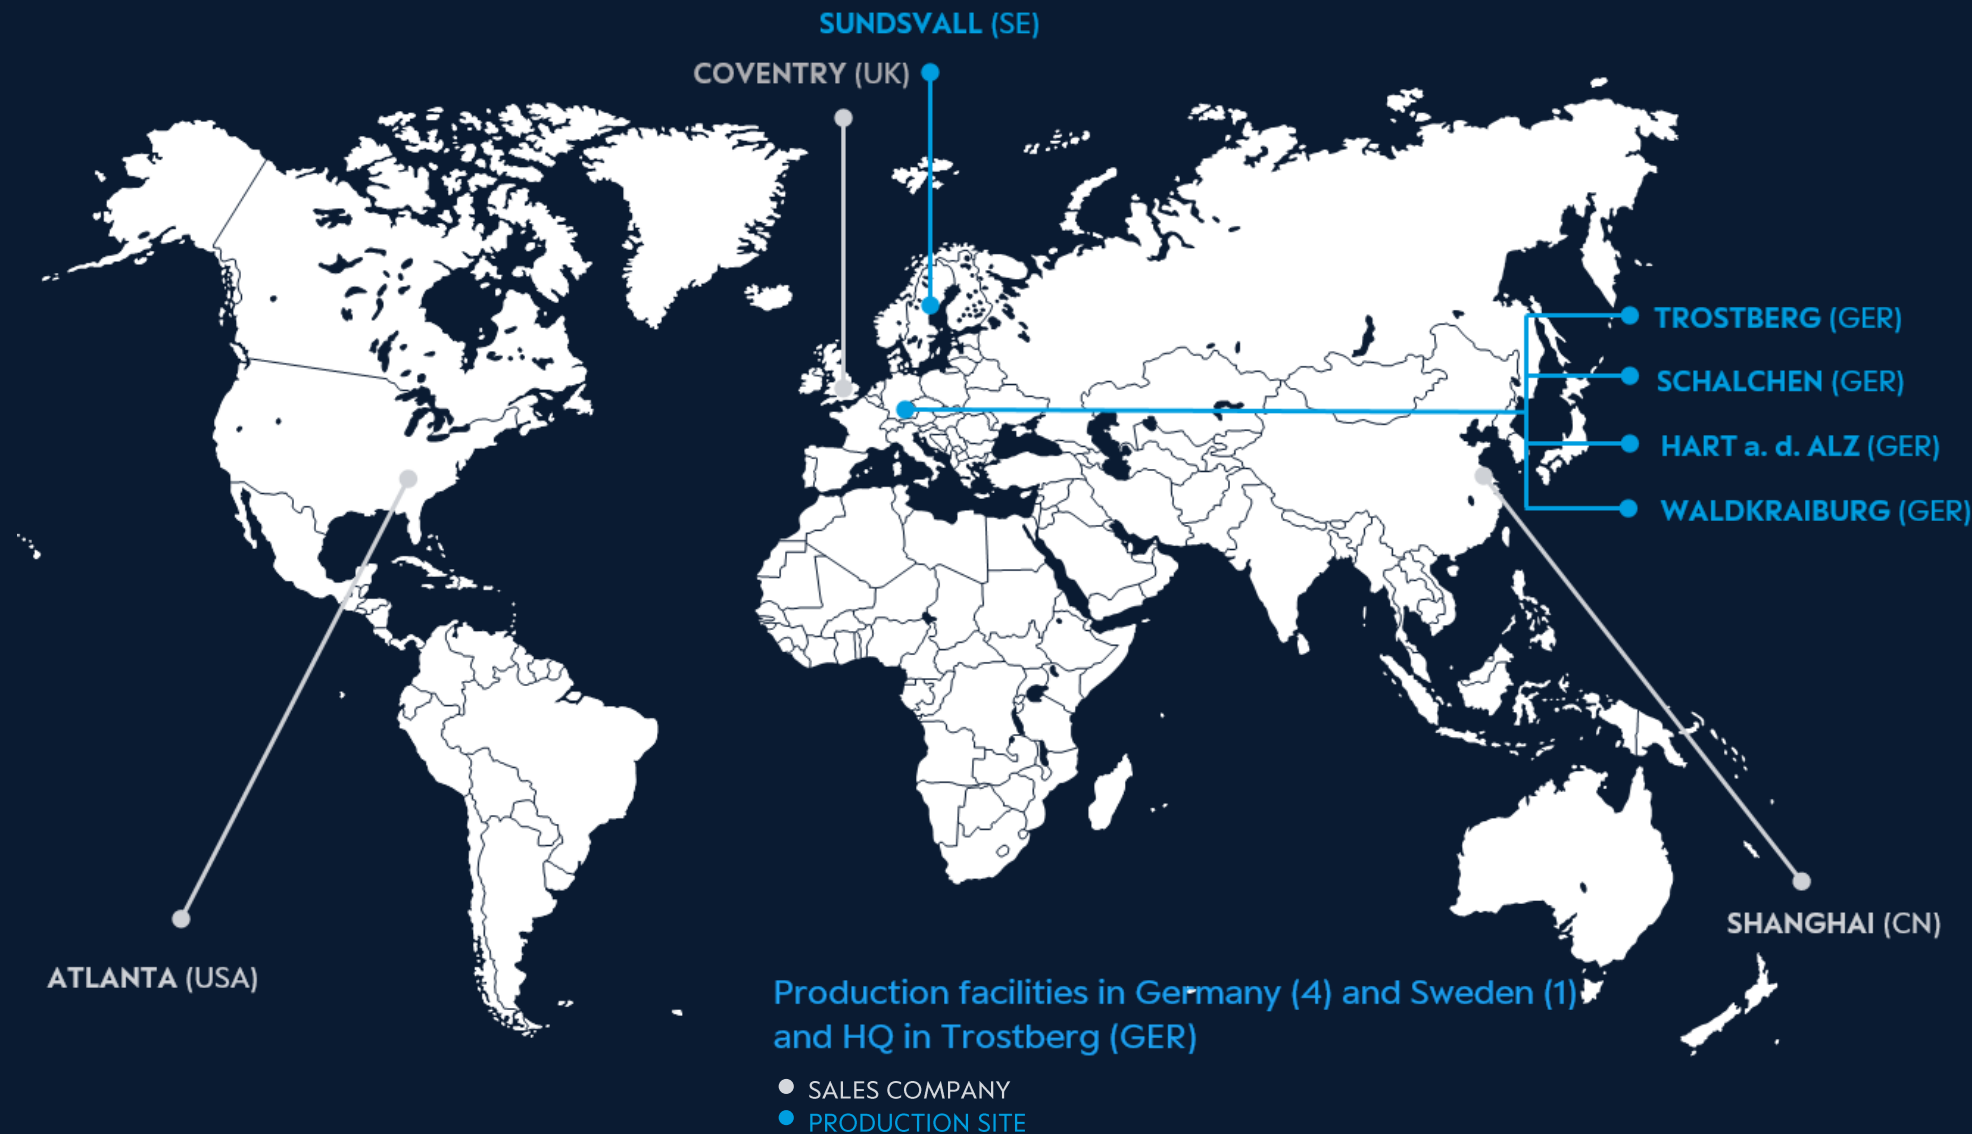 SUNDSVALL (SE)
COVENTRY (UK)
TROSTBERG (GER)
SCHALCHEN (GER)
HART a. d. ALZ (GER)
WALDKRAIBURG (GER)
SHANGHAI (CN)
ATLANTA (USA)
Production facilities in Germany (4) and Sweden (1)
and HQ in Trostberg (GER)
SALES COMPANY
PRODUCTION SITE